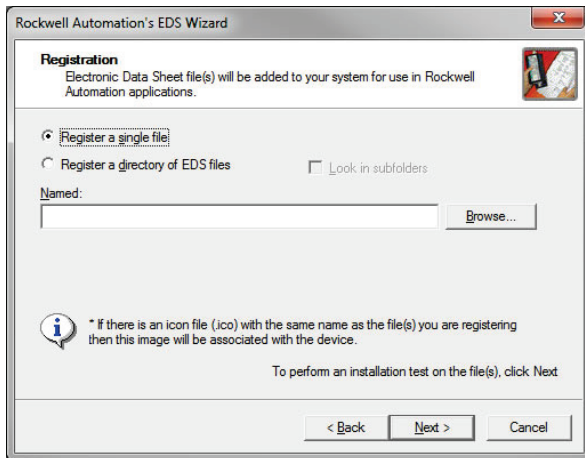 Rockwell Automation's EDS Wizard
Registration
Electronic Data Sheet file(s) will be added to your system for use in Rockwell
Automation applications.
Register a single file
Register a directory of EDS files
Look in subfolders
Named:
Browse...
* If there is an icon file (.ico) with the same name as the file(s) you are registering
then this image will be associated with the device.
To perform an installation test on the file(s), click Next
< Back
Next >
Cancel